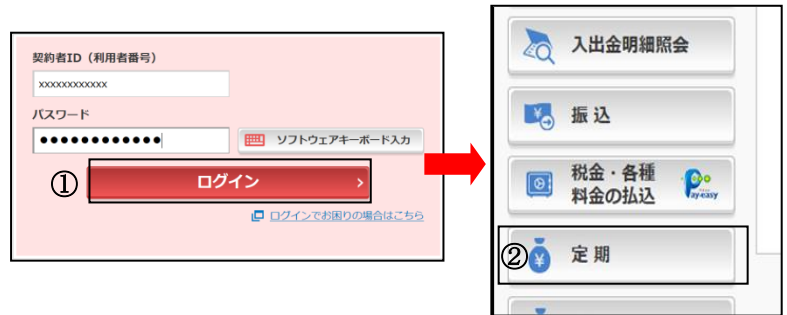 契約者ID（利用者番号）
xxxxxxxxxxxx
パスワード
●●●●●●●●●●●●
ソフトウェアキーボード入力
①
ログイン
ログインでお困りの場合はこちら
入出金明細照会
振込
税金・各種
料金の払込
Pay-easy
②
定期